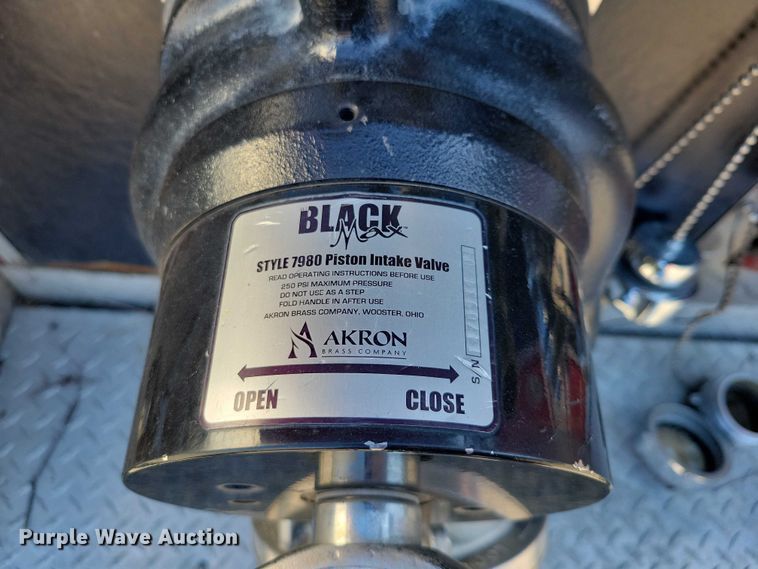 BLACK
Max™
STYLE 7980 Piston Intake Valve
READ OPERATING INSTRUCTIONS BEFORE USE
250 PSI MAXIMUM PRESSURE
DO NOT USE AS A STEP
FOLD HANDLE IN AFTER USE
AKRON BRASS COMPANY, WOOSTER, OHIO
AKRON
BRASS COMPANY
S/N
OPEN CLOSE
Purple Wave Auction